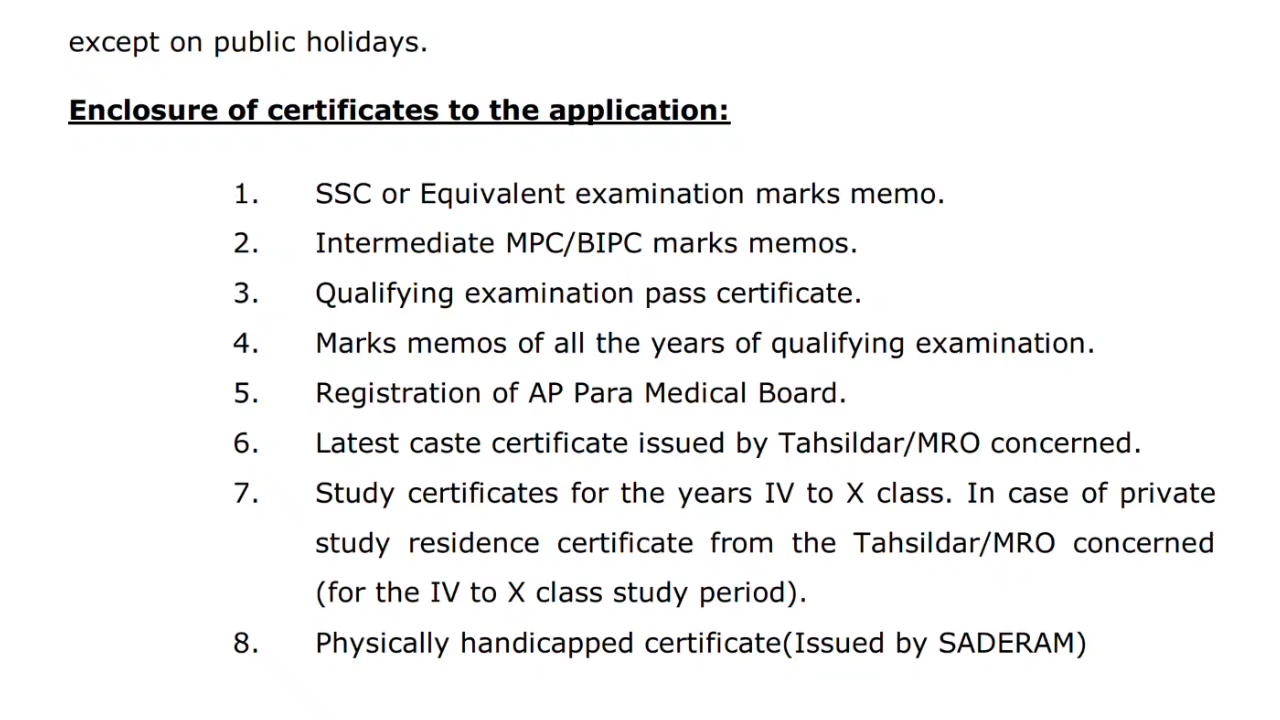 except on public holidays.
Enclosure of certificates to the application:
1. SSC or Equivalent examination marks memo.
2. Intermediate MPC/BIPC marks memos.
3. Qualifying examination pass certificate.
4. Marks memos of all the years of qualifying examination.
5. Registration of AP Para Medical Board.
6. Latest caste certificate issued by Tahsildar/MRO concerned.
7. Study certificates for the years IV to X class. In case of private
study residence certificate from the Tahsildar/MRO concerned
(for the IV to X class study period).
8. Physically handicapped certificate(Issued by SADERAM)